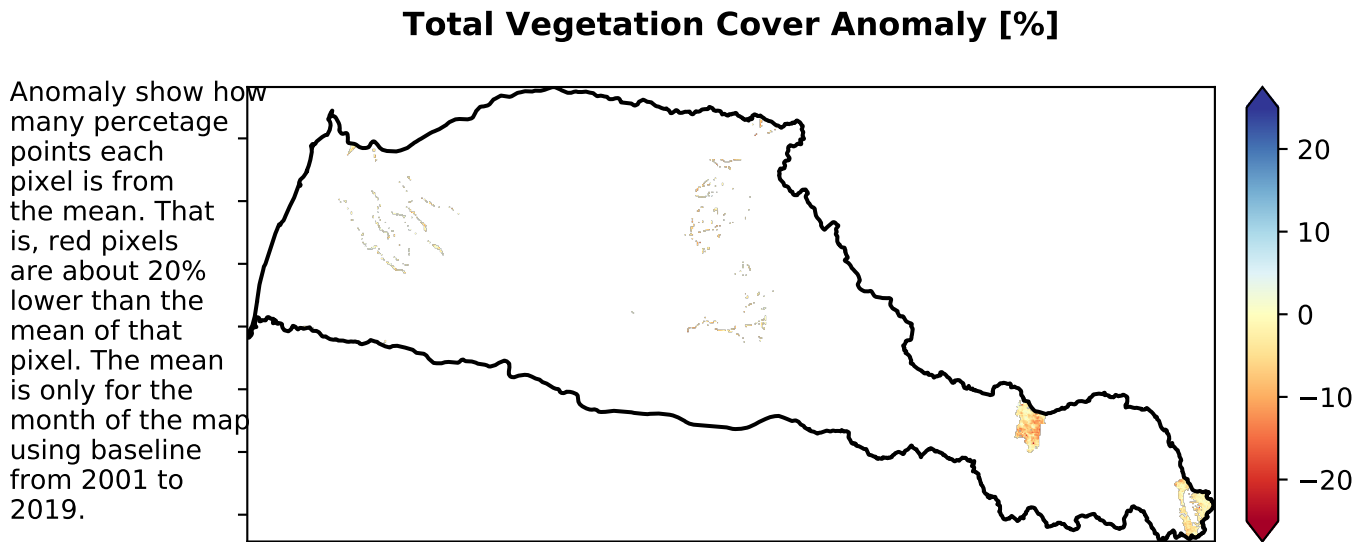 Total Vegetation Cover Anomaly [%]
Anomaly show how
many percetage
points each
pixel is from
the mean. That
is, red pixels
are about 20%
lower than the
mean of that
pixel. The mean
is only for the
month of the map
using baseline
from 2001 to
2019.
20
10
0
−10
−20